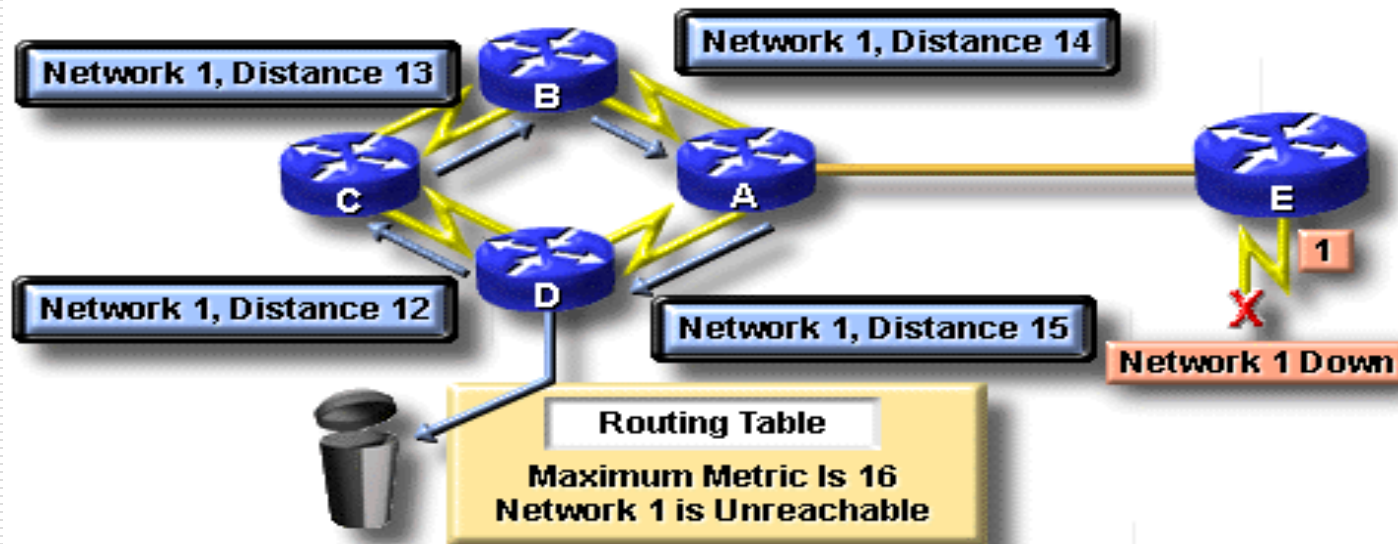 Network 1, Distance 14
Network 1, Distance 13
B
C
A
E
1
D
Network 1, Distance 12
Network 1, Distance 15
Network 1 Down
X
Routing Table
Maximum Metric Is 16
Network 1 is Unreachable